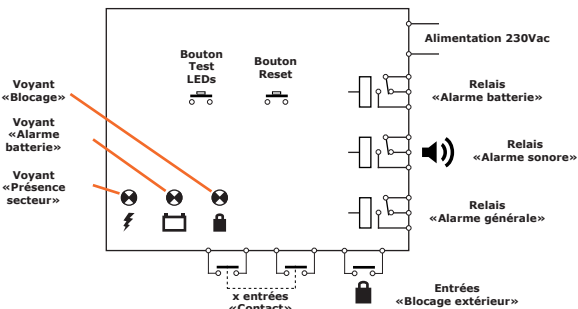 Alimentation 230Vac
Bouton
Test
LEDs
Bouton
Reset
Voyant
«Blocage»
Voyant
«Alarme
batterie»
Voyant
«Présence
secteur»
Relais
«Alarme batterie»
Relais
«Alarme sonore»
Relais
«Alarme générale»
x entrées
«Contact»
Entrées
«Blocage extérieur»